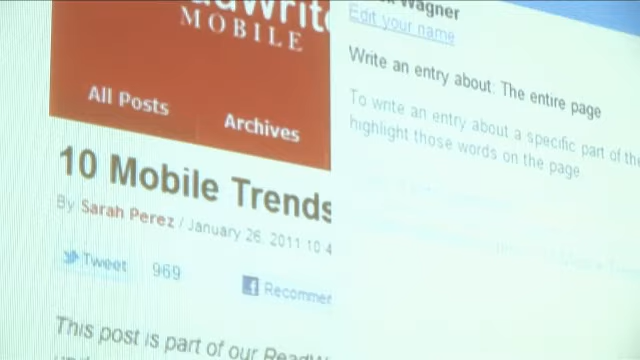 MOBILE
All Posts
Archives
10 Mobile Trends
By Sarah Perez / January 26, 2011 10 4
Tweet
969
Recommen
This post is part of our ReadW
Wagner
Edit your name
Write an entry about: The entire page
To write an entry about a specific part of the
highlight those words on the page